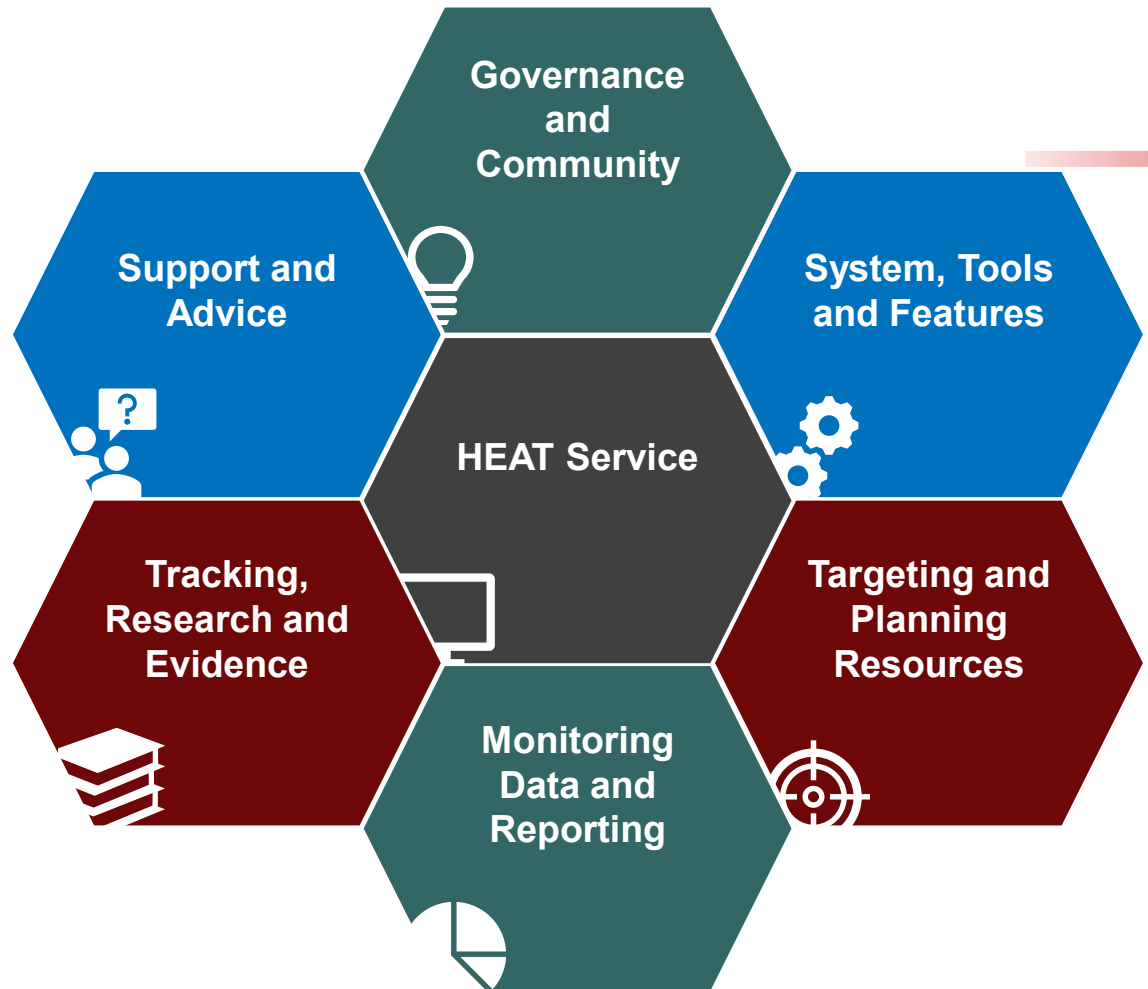 Governance
and
Community
Support and
Advice
System, Tools
and Features
HEAT Service
Tracking,
Research and
Evidence
Targeting and
Planning
Resources
Monitoring
Data and
Reporting
?